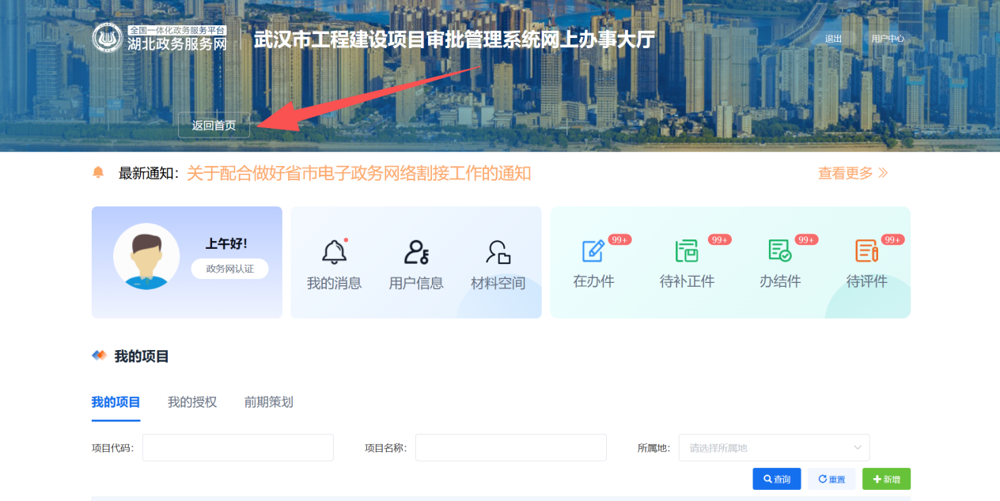 全国一体化政务服务平台
湖北政务服务网
武汉市工程建设项目审批管理系统网上办事大厅
退出 用户中心
返回首页
最新通知: 关于配合做好省市电子政务网络割接工作的通知 查看更多
上午好!
政务网认证
我的消息 用户信息 材料空间
99+ 99+ 99+ 99+
在办件 待补正件 办结件 待评件
我的项目
我的项目 我的授权 前期策划
项目代码: 项目名称: 所属地: 请选择所属地
查询 重置 新增